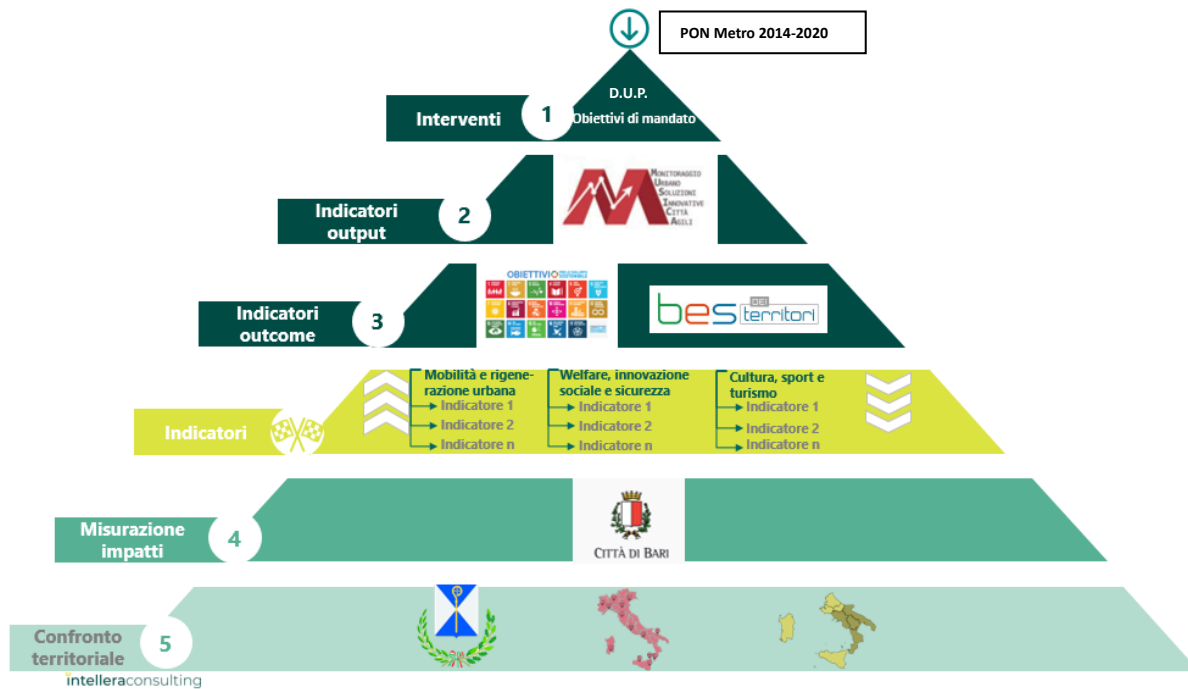 PON Metro 2014-2020
D.U.P.
Obiettivi di mandato
Interventi
1
MONITORAGGIO
URBANO
SOLUZIONI
INNOVATIVE
CITTÀ
AGILI
Indicatori
output
2
OBIETTIVI
bes
DEI
territori
Indicatori
outcome
3
Mobilità e rigene-
razione urbana
Indicatore 1
Indicatore 2
Indicatore n
Welfare, innovazione
sociale e sicurezza
Indicatore 1
Indicatore 2
Indicatore n
Cultura, sport e
turismo
Indicatore 1
Indicatore 2
Indicatore n
Indicatori
Misurazione
impatti
4
CITTÀ DI BARI
Confronto
territoriale
5
intelleraconsulting